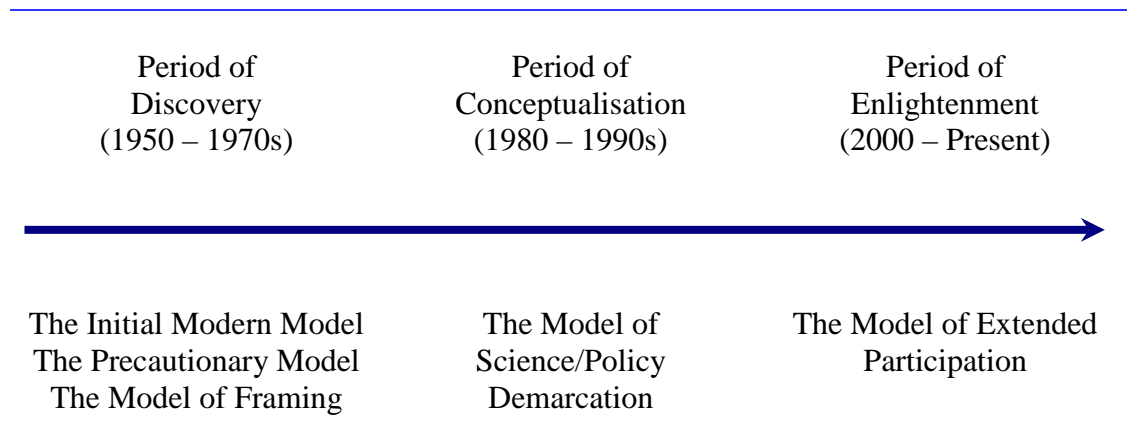 Period of
Discovery
(1950 – 1970s)
Period of
Conceptualisation
(1980 – 1990s)
Period of
Enlightenment
(2000 – Present)
The Initial Modern Model
The Precautionary Model
The Model of Framing
The Model of
Science/Policy
Demarcation
The Model of Extended
Participation